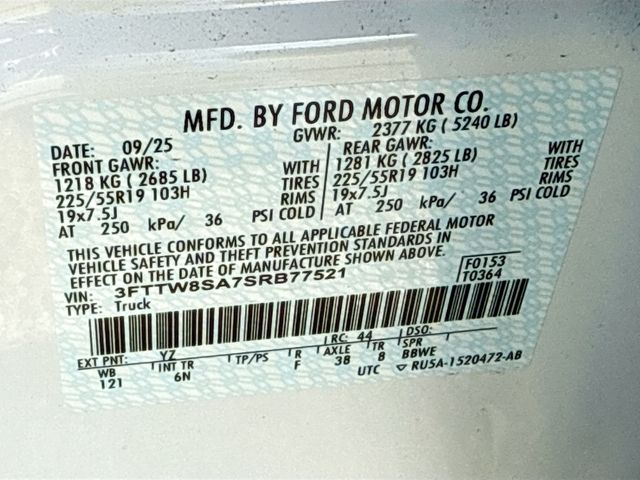 MFD. BY FORD MOTOR CO.
DATE: 09/25 GVWR: 2377 KG ( 5240 LB)
FRONT GAWR: REAR GAWR:
1218 KG ( 2685 LB) WITH 1281 KG ( 2825 LB) WITH
225/55R19 103H TIRES 225/55R19 103H TIRES
19x7.5J RIMS 19x7.5J RIMS
AT 250 kPa/ 36 PSI COLD AT 250 kPa/ 36 PSI COLD
THIS VEHICLE CONFORMS TO ALL APPLICABLE FEDERAL MOTOR
VEHICLE SAFETY AND THEFT PREVENTION STANDARDS IN
EFFECT ON THE DATE OF MANUFACTURE SHOWN ABOVE.
VIN: 3FTTW8SA7SRB77521 F0153
TYPE: Truck T0364
EXT PNT: YZ RC: 44 DSO:
WB INT TR TP/PS R AXLE TR SPR
121 6N F 38 8 BBWE
UTC RU5A-1520472-AB